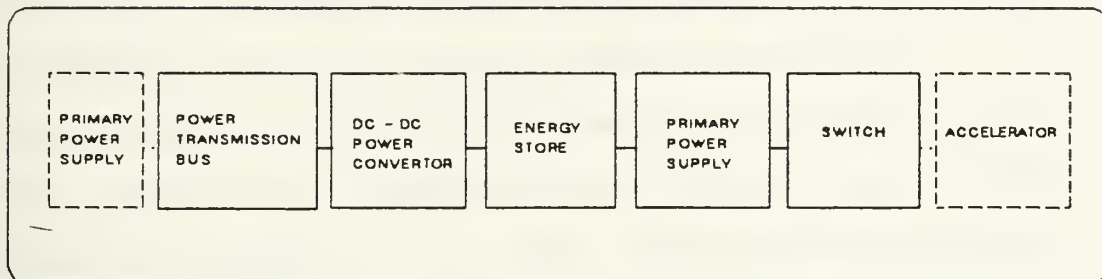 PRIMARY
POWER
SUPPLY
POWER
TRANSMISSION
BUS
DC - DC
POWER
CONVERTOR
ENERGY
STORE
PRIMARY
POWER
SUPPLY
SWITCH
ACCELERATOR